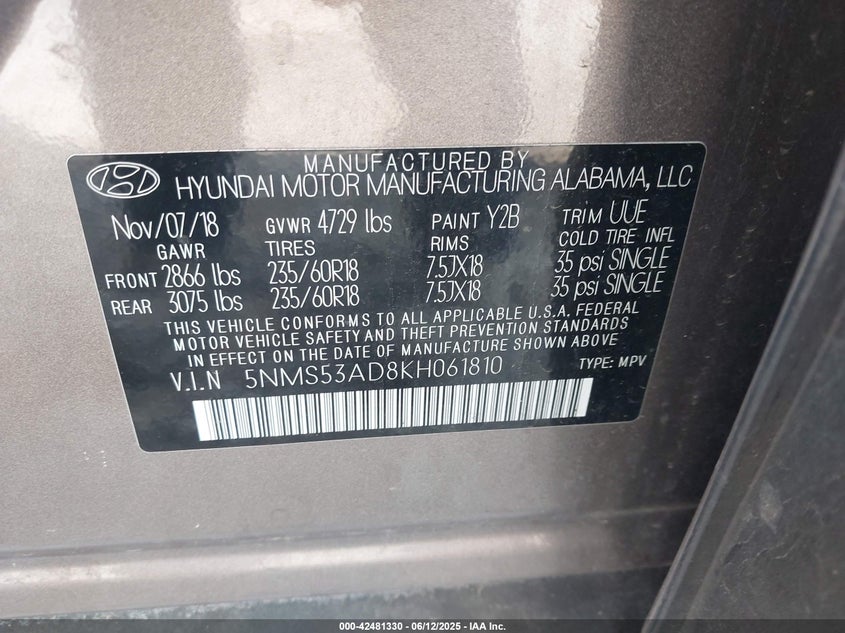 MANUFACTURED BY
HYUNDAI MOTOR MANUFACTURING ALABAMA, LLC
Nov/07/18 GVWR 4729 lbs PAINT Y2B TRIM UUE
GAWR TIRES RIMS COLD TIRE INFL
FRONT 2866 lbs 235/60R18 7.5JX18 35 psi SINGLE
REAR 3075 lbs 235/60R18 7.5JX18 35 psi SINGLE
THIS VEHICLE CONFORMS TO ALL APPLICABLE U.S.A. FEDERAL
MOTOR VEHICLE SAFETY AND THEFT PREVENTION STANDARDS
IN EFFECT ON THE DATE OF MANUFACTURE SHOWN ABOVE
V.I.N 5NMS53AD8KH061810 TYPE: MPV
000-42481330 - 06/12/2025 - IAA Inc.